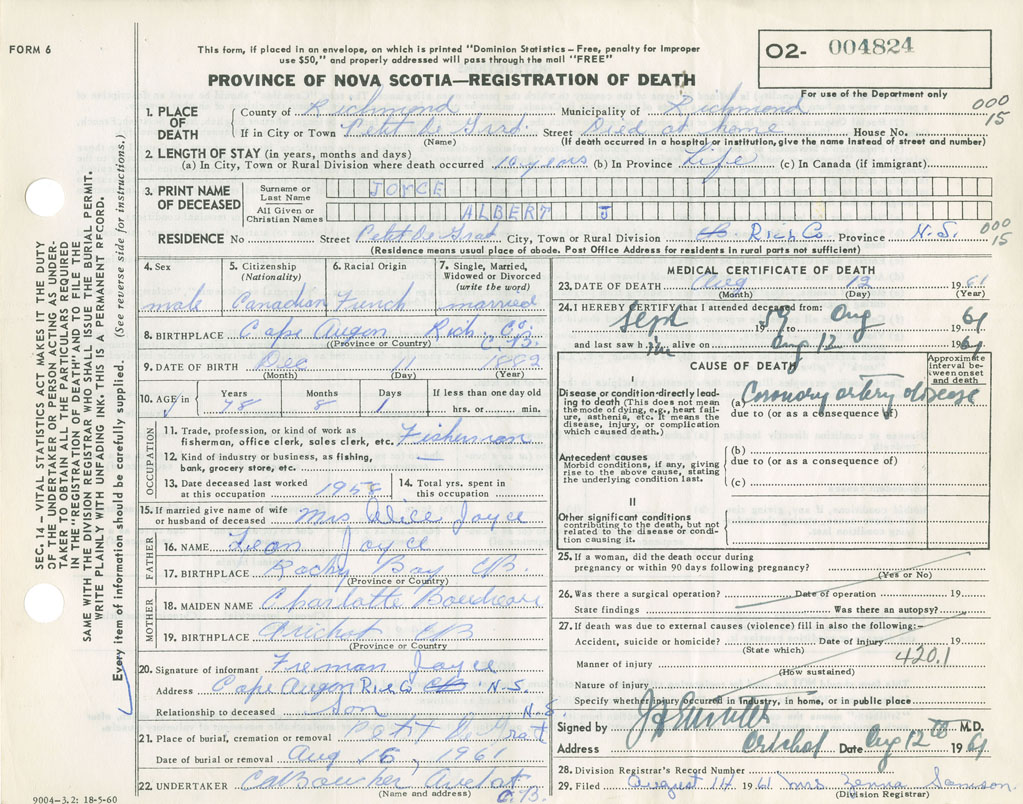 FORM 6
This form, if placed in an envelope, on which is printed "Dominion Statistics – Free, penalty for improper
use $50," and properly addressed will pass through the mail "FREE"
PROVINCE OF NOVA SCOTIA—REGISTRATION OF DEATH
O2- 004824
For use of the Department only
000
15
1. PLACE OF DEATH
County of Richmond Municipality of Richmond
If in City or Town Petit De Grat Street Died at home House No.
(Name) (If death occurred in a hospital or institution, give the name instead of street and number)
2. LENGTH OF STAY (in years, months and days)
(a) In City, Town or Rural Division where death occurred 10 years (b) In Province Life (c) In Canada (if immigrant)
3. PRINT NAME OF DECEASED
Surname or Last Name JOYCE
All Given or Christian Names ALBERT J
RESIDENCE No Street Petit De Grat City, Town or Rural Division Rich Co. Province N.S.
000
15
(Residence means usual place of abode. Post Office Address for residents in rural parts not sufficient)
4. Sex
male
5. Citizenship
(Nationality)
Canadian
6. Racial Origin
French
7. Single, Married, Widowed or Divorced
(write the word)
married
8. BIRTHPLACE Cape Augon Rich. Co. C.B.
(Province or Country)
9. DATE OF BIRTH Dec 11 1882
(Month) (Day) (Year)
10. AGE in Years Months Days If less than one day
78 8 1 hrs. or min.
OCCUPATION
11. Trade, profession, or kind of work as
fisherman, office clerk, sales clerk, etc. Fisherman
12. Kind of industry or business, as fishing,
bank, grocery store, etc. —
13. Date deceased last worked
at this occupation 1958
14. Total yrs. spent in
this occupation
15. If married give name of wife
or husband of deceased Mrs Alice Joyce
FATHER
16. NAME Leon Joyce
17. BIRTHPLACE Rocky Bay C.B.
(Province or Country)
MOTHER
18. MAIDEN NAME Charlotte
19. BIRTHPLACE Arichat C.B
(Province or Country)
20. Signature of informant Freman Joyce
Address Cape Augon Rich Co N.S.
Relationship to deceased Son N.S.
21. Place of burial, cremation or removal Petit De Grat
Date of burial or removal Aug 15, 1961
22. UNDERTAKER C.A. Boucher Arichat C.B.
(Name and address)
9004-3.2: 18-5-60
MEDICAL CERTIFICATE OF DEATH
23. DATE OF DEATH Aug 12 1961
(Month) (Day) (Year)
24. I HEREBY CERTIFY that I attended deceased from:
Sept 19 to Aug 1961
and last saw him alive on Aug 12 1961
CAUSE OF DEATH
Approximate interval between onset and death
I
Disease or condition directly leading to death (This does not mean the mode of dying, e.g., heart failure, asthenia, etc. It means the disease, injury, or complication which caused death.)
(a) Coronary artery disease
due to (or as a consequence of)
Antecedent causes
Morbid conditions, if any, giving rise to the above cause, stating the underlying condition last.
(b)
due to (or as a consequence of)
(c)
II
Other significant conditions
contributing to the death, but not related to the disease or condition causing it.
25. If a woman, did the death occur during
pregnancy or within 90 days following pregnancy?
(Yes or No)
26. Was there a surgical operation? Date of operation 19
State findings Was there an autopsy?
27. If death was due to external causes (violence) fill in also the following:-
Accident, suicide or homicide? Date of injury 19
(State which)
Manner of injury 420.1
(How sustained)
Nature of injury
Specify whether injury occurred in industry, in home, or in public place
Signed by M.D.
Address Arichat Date Aug 12th 1961
28. Division Registrar's Record Number
29. Filed August 14 1961 Mrs Zenna Samson
(Division Registrar)
SEC. 14 – VITAL STATISTICS ACT MAKES IT THE DUTY
OF THE UNDERTAKER OR PERSON ACTING AS UNDER-
TAKER TO OBTAIN ALL THE PARTICULARS REQUIRED
IN THE "REGISTRATION OF DEATH" AND TO FILE THE
SAME WITH THE DIVISION REGISTRAR WHO SHALL ISSUE THE BURIAL PERMIT.
WRITE PLAINLY WITH UNFADING INK. THIS IS A PERMANENT RECORD.
Every item of information should be carefully supplied. (See reverse side for instructions.)